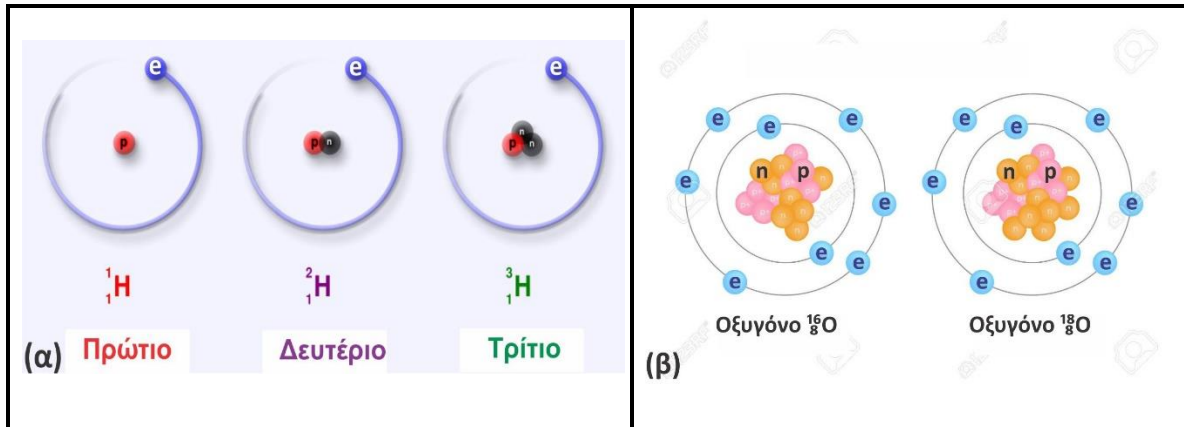 e e e
p p n n p n
¹₁H ²₁H ³₁H
(α) Πρώτιο Δευτέριο Τρίτιο
e e e e e e e e
n p
e e e e e e e e
n p
Οξυγόνο ¹⁶₈O Οξυγόνο ¹⁸₈O
(β)